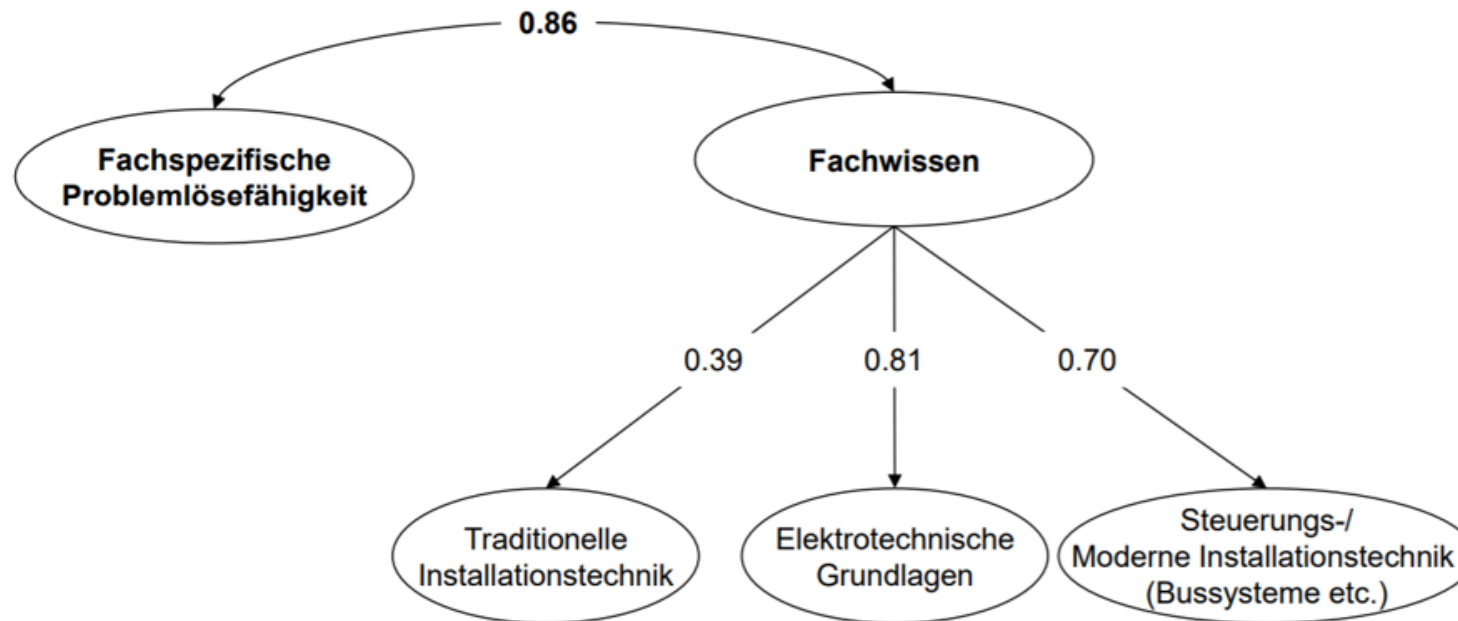 0.86
Fachspezifische
Problemlösefähigkeit
Fachwissen
0.39
0.81
0.70
Traditionelle
Installationstechnik
Elektrotechnische
Grundlagen
Steuerungs-/
Moderne Installationstechnik
(Bussysteme etc.)